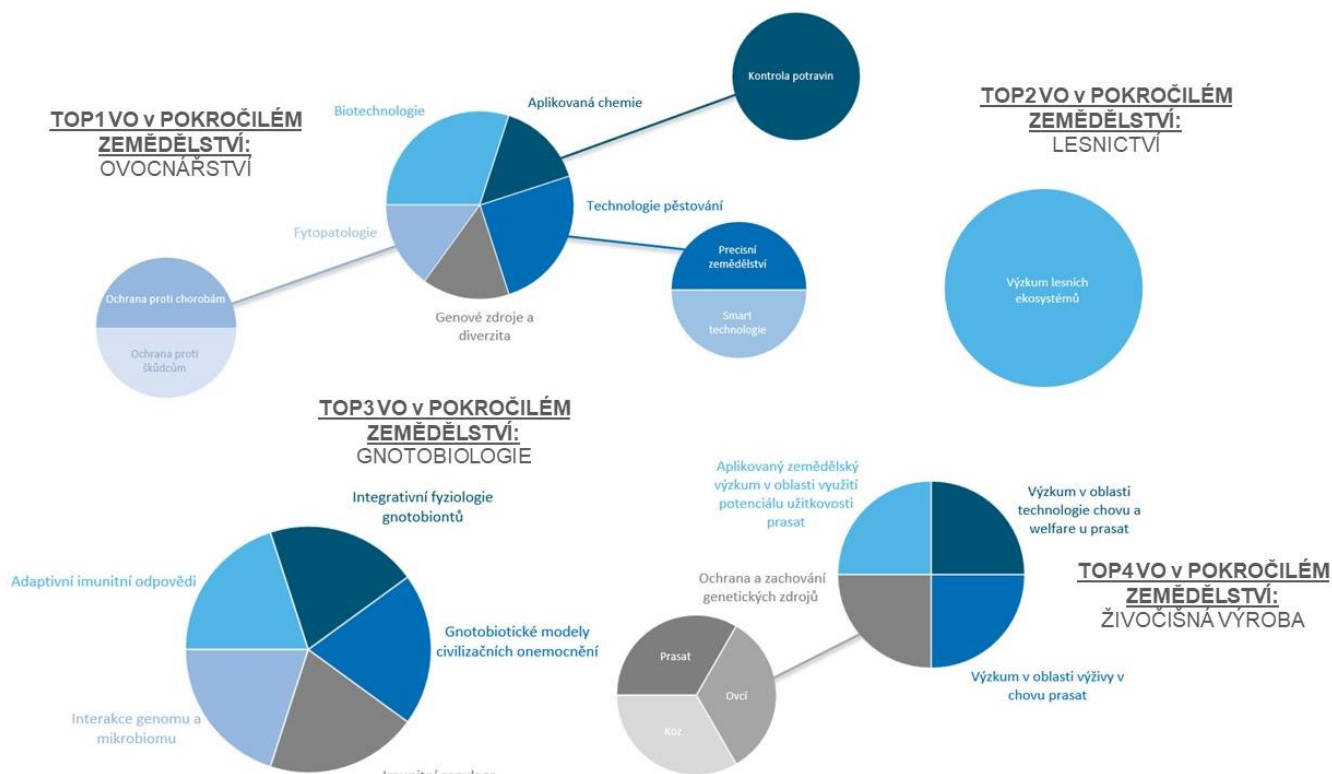 TOP1 VO v POKROČILÉM
ZEMĚDĚLSTVÍ:
OVOCNÁŘSTVÍ
Biotechnologie
Aplikovaná chemie
Kontrola potravin
Technologie pěstování
Precisní
zemědělství
Smart
technologie
Genové zdroje a
diverzita
Fytopatologie
Ochrana proti chorobám
Ochrana proti
škůdcům
TOP2 VO v POKROČILÉM
ZEMĚDĚLSTVÍ:
LESNICTVÍ
Výzkum lesních
ekosystémů
TOP3 VO v POKROČILÉM
ZEMĚDĚLSTVÍ:
GNOTOBIOLOGIE
Integrativní fyziologie
gnotobiontů
Adaptivní imunitní odpovědi
Gnotobiotické modely
civilizačních onemocnění
Interakce genomu a
mikrobiomu
Imunitní regulace
Aplikovaný zemědělský
výzkum v oblasti využití
potenciálu užitkovosti
prasat
Výzkum v oblasti
technologie chovu a
welfare u prasat
TOP4 VO v POKROČILÉM
ZEMĚDĚLSTVÍ:
ŽIVOČIŠNÁ VÝROBA
Ochrana a zachování
genetických zdrojů
Prasat
Ovcí
Koz
Výzkum v oblasti výživy v
chovu prasat